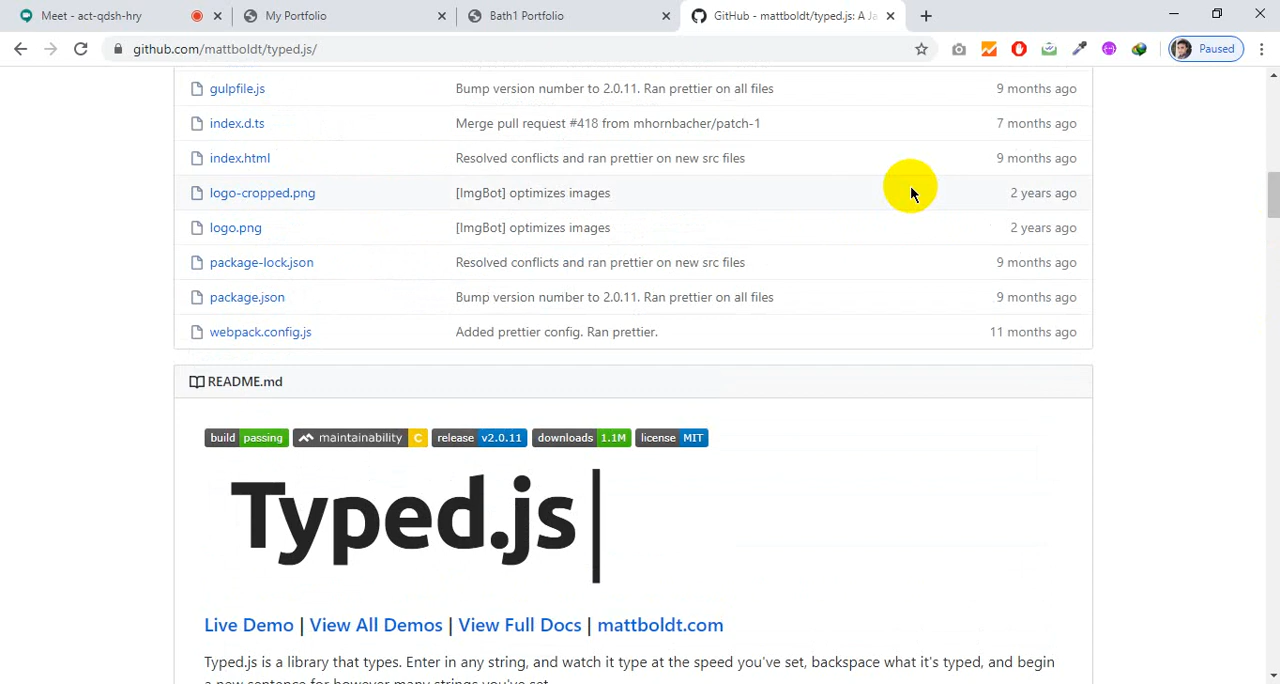 Meet - act-qdsh-hry
My Portfolio
Bath1 Portfolio
GitHub - mattboldt/typed.js: A Ja
github.com/mattboldt/typed.js/
Paused
gulpfile.js Bump version number to 2.0.11. Ran prettier on all files 9 months ago
index.d.ts Merge pull request #418 from mhornbacher/patch-1 7 months ago
index.html Resolved conflicts and ran prettier on new src files 9 months ago
logo-cropped.png [ImgBot] optimizes images 2 years ago
logo.png [ImgBot] optimizes images 2 years ago
package-lock.json Resolved conflicts and ran prettier on new src files 9 months ago
package.json Bump version number to 2.0.11. Ran prettier on all files 9 months ago
webpack.config.js Added prettier config. Ran prettier. 11 months ago
README.md
build passing maintainability C release v2.0.11 downloads 1.1M license MIT
Typed.js|
Live Demo | View All Demos | View Full Docs | mattboldt.com
Typed.js is a library that types. Enter in any string, and watch it type at the speed you've set, backspace what it's typed, and begin
a new sentence for however many strings you've set.